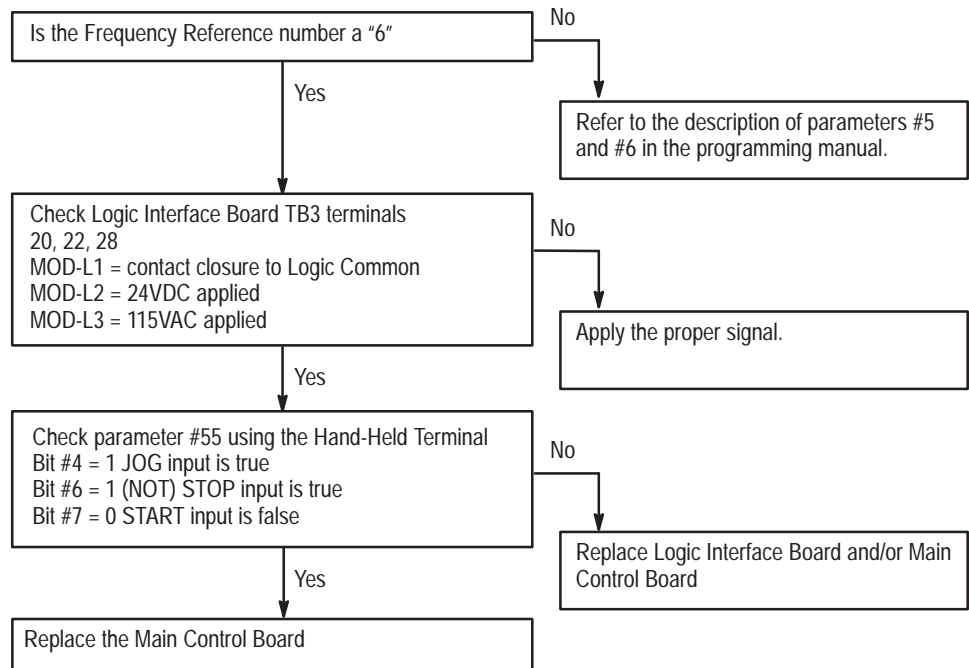 Is the Frequency Reference number a “6”
No
Yes
Refer to the description of parameters #5
and #6 in the programming manual.
Check Logic Interface Board TB3 terminals
20, 22, 28
MOD-L1 = contact closure to Logic Common
MOD-L2 = 24VDC applied
MOD-L3 = 115VAC applied
No
Apply the proper signal.
Yes
Check parameter #55 using the Hand-Held Terminal
Bit #4 = 1 JOG input is true
Bit #6 = 1 (NOT) STOP input is true
Bit #7 = 0 START input is false
No
Replace Logic Interface Board and/or Main
Control Board
Yes
Replace the Main Control Board